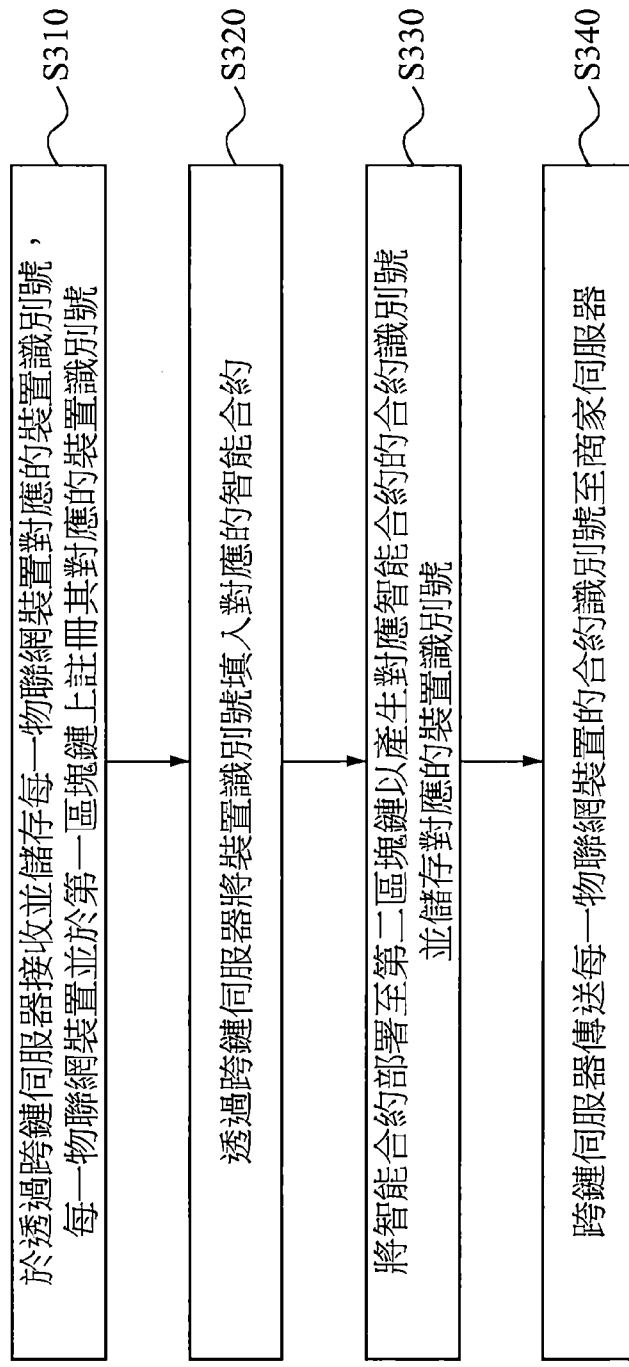 於透過跨鏈伺服器接收並儲存每一物聯網裝置對應的裝置識別號，
每一物聯網裝置並於第一區塊鏈上註冊其對應的裝置識別號
S310
透過跨鏈伺服器將裝置識別號填入對應的智能合約
S320
將智能合約部署至第二區塊鏈以產生對應智能合約的合約識別號
並儲存對應的裝置識別號
S330
跨鏈伺服器傳送每一物聯網裝置的合約識別號至商家伺服器
S340